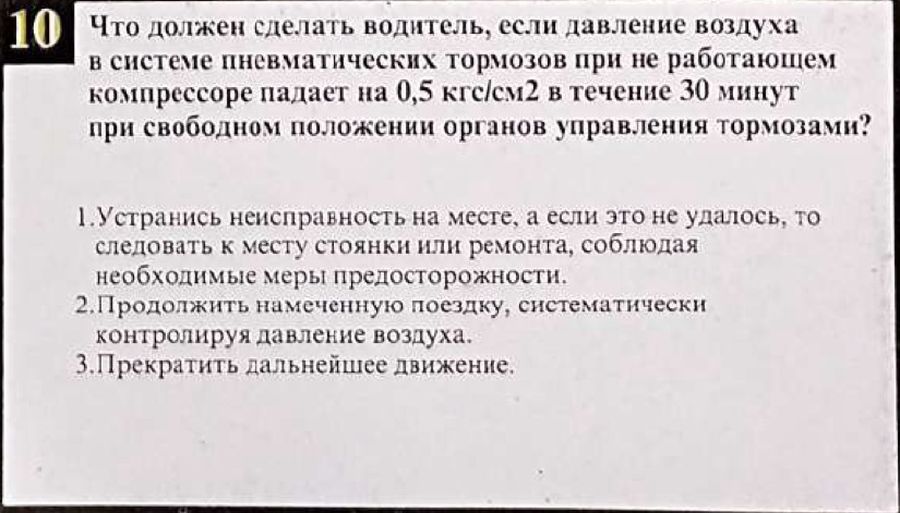 10
Что должен сделать водитель, если давление воздуха
в системе пневматических тормозов при не работающем
компрессоре падает на 0,5 кгс/см2 в течение 30 минут
при свободном положении органов управления тормозами?
1.Устранись неисправность на месте, а если это не удалось, то
следовать к месту стоянки или ремонта, соблюдая
необходимые меры предосторожности.
2.Продолжить намеченную поездку, систематически
контролируя давление воздуха.
3.Прекратить дальнейшее движение.